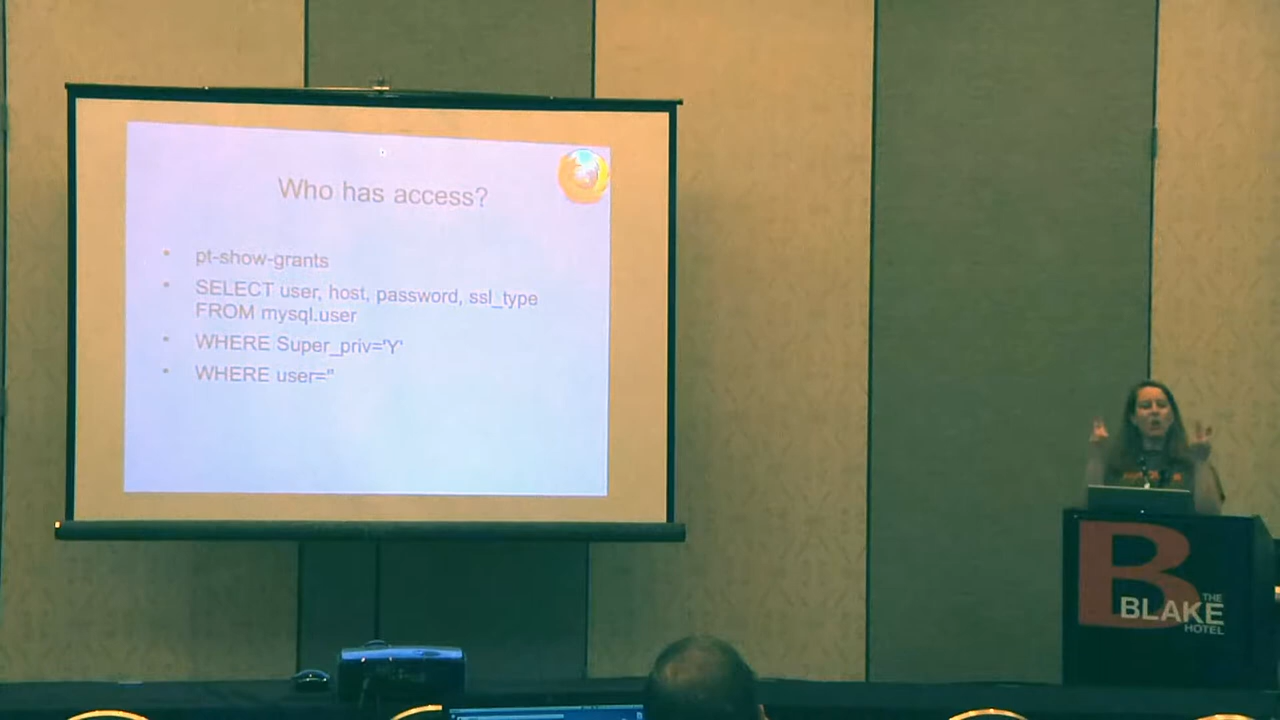 Who has access?
• pt-show-grants
• SELECT user, host, password, ssl_type
FROM mysql.user
• WHERE Super_priv='Y'
• WHERE user=''
B
THE
BLAKE
HOTEL